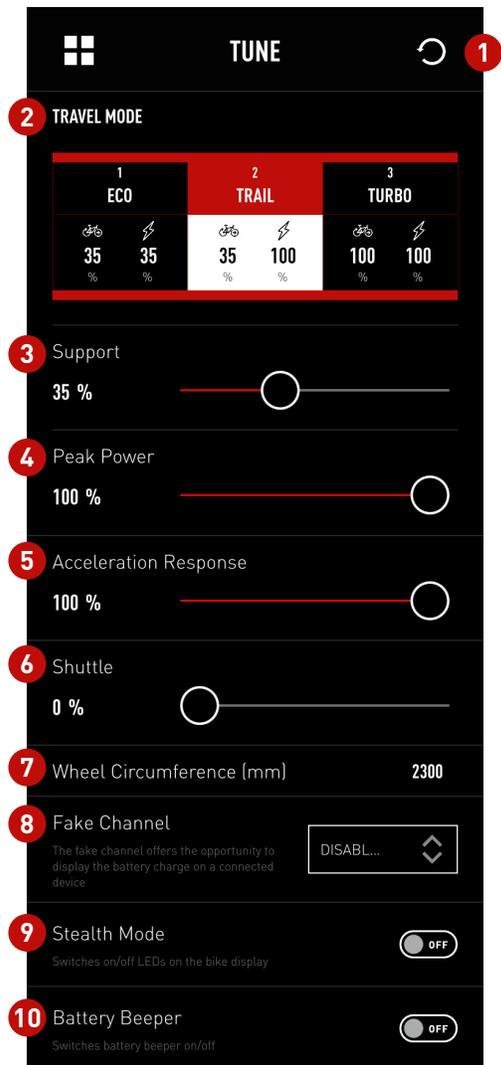 TUNE
1
2
TRAVEL MODE
1 2 3
ECO TRAIL TURBO
35 35 35 100 100 100
% % % % % %
3
Support
35 %
4
Peak Power
100 %
5
Acceleration Response
100 %
6
Shuttle
0 %
7
Wheel Circumference (mm) 2300
8
Fake Channel
The fake channel offers the opportunity to
display the battery charge on a connected
device
DISABL...
9
Stealth Mode
Switches on/off LEDs on the bike display
OFF
10
Battery Beeper
Switches battery beeper on/off
OFF